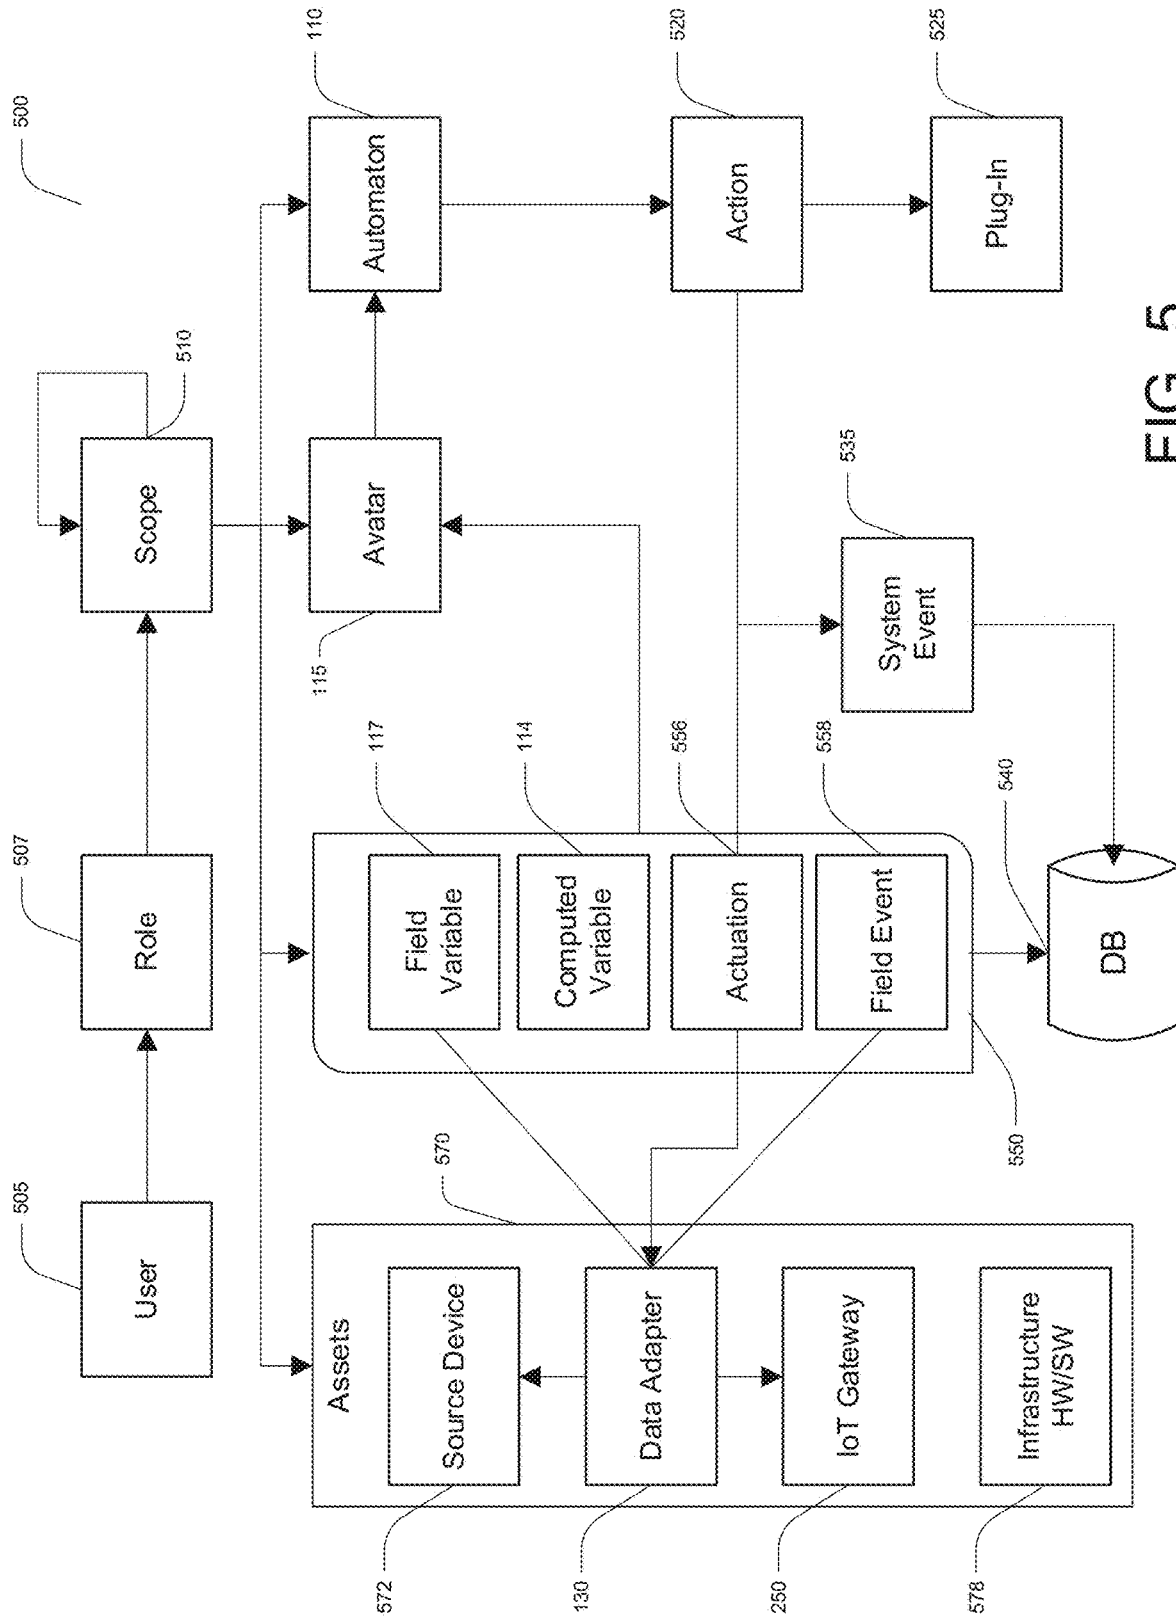 505
507
500
User
Role
Scope
510
115
110
Assets
572
117
Avatar
Automaton
Field
Variable
570
Source Device
114
Computed
Variable
130
Data Adapter
556
520
Actuation
Action
250
558
IoT Gateway
Field Event
System
Event
535
525
578
Plug-In
540
550
Infrastructure
HW/SW
DB
FIG. 5